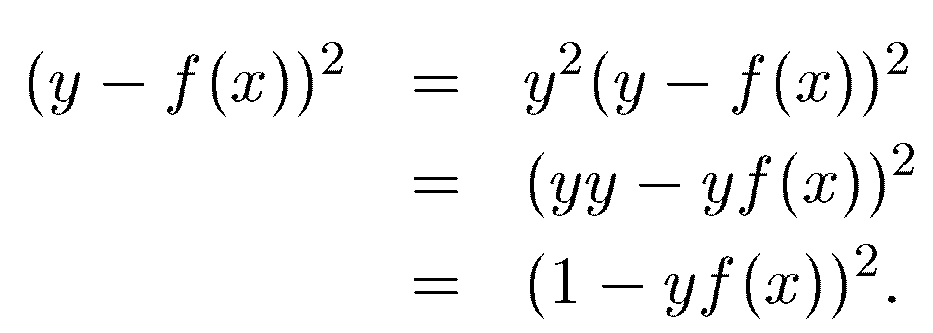 (y − f(x))² = y²(y − f(x))²
= (yy − yf(x))²
= (1 − yf(x))².